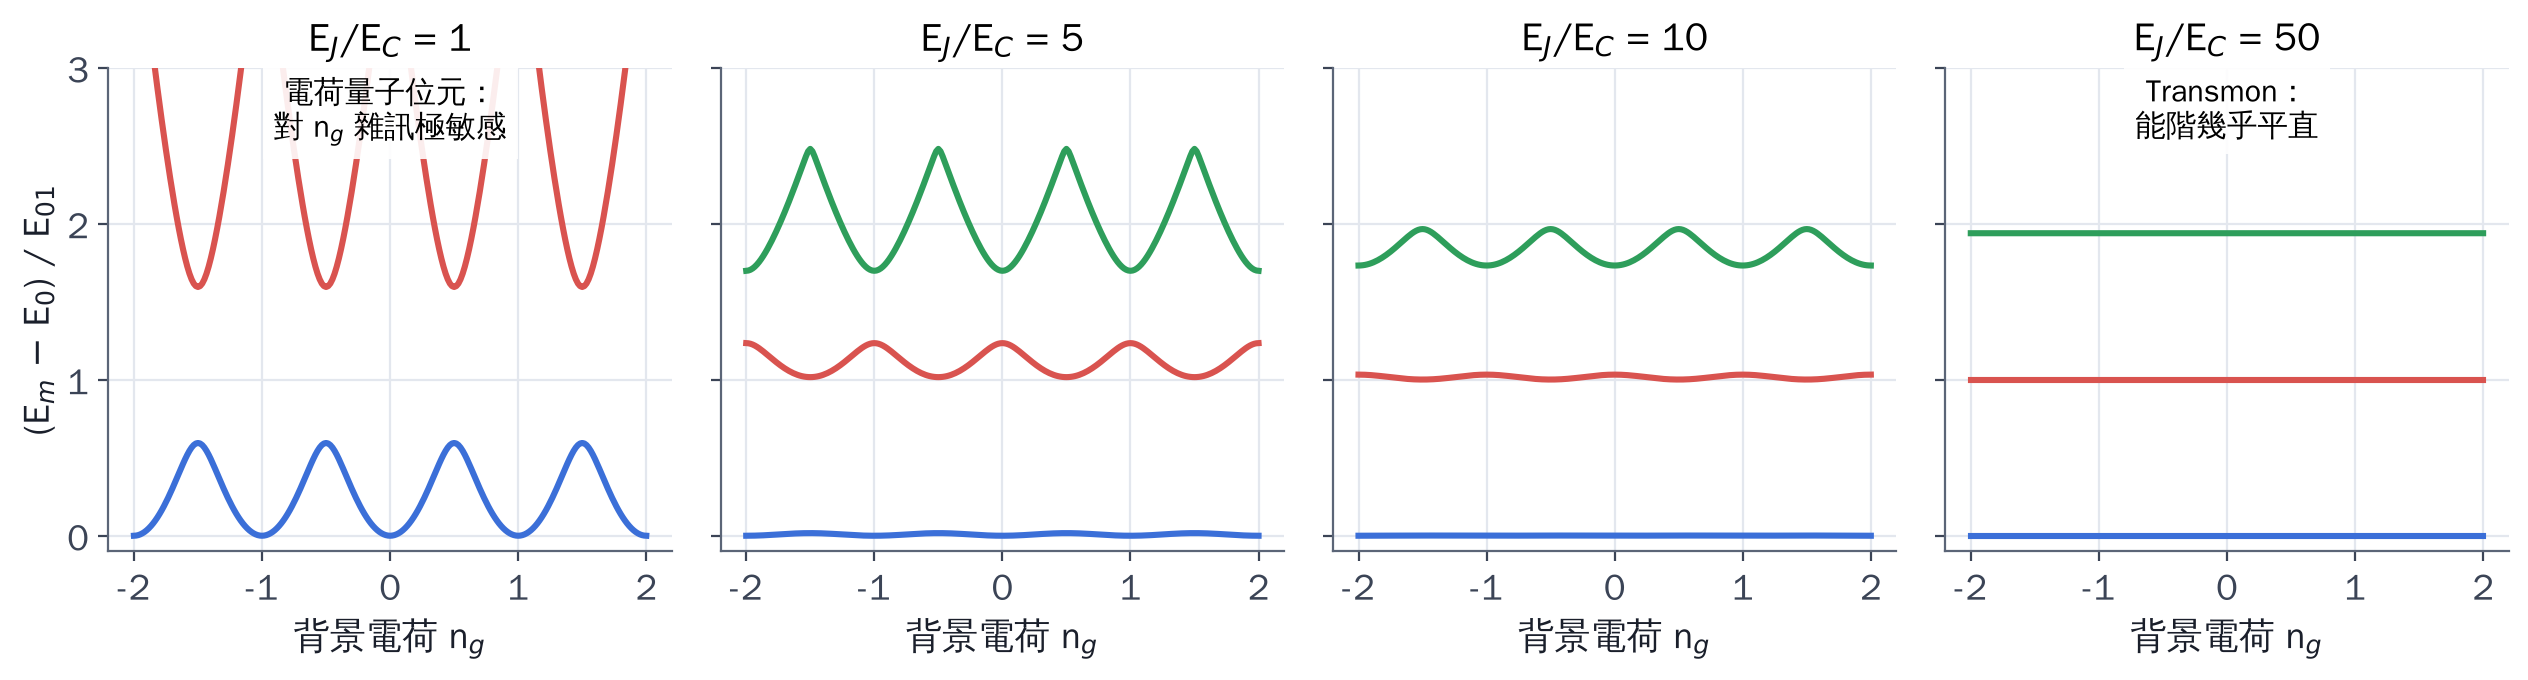 E_J/E_C = 1
E_J/E_C = 5
E_J/E_C = 10
E_J/E_C = 50
電荷量子位元：
對 n_g 雜訊極敏感
Transmon：
能階幾乎平直
(E_m − E_0) / E_01
3
2
1
0
-2 -1 0 1 2
-2 -1 0 1 2
-2 -1 0 1 2
-2 -1 0 1 2
背景電荷 n_g
背景電荷 n_g
背景電荷 n_g
背景電荷 n_g